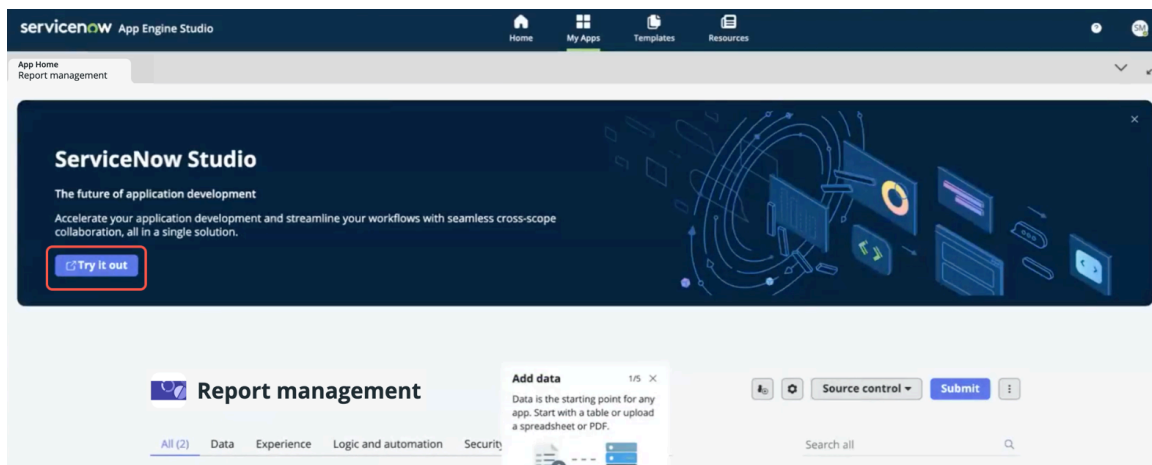 servicenow App Engine Studio
Home
My Apps
Templates
Resources
?
SM
App Home
Report management
ServiceNow Studio
The future of application development
Accelerate your application development and streamline your workflows with seamless cross-scope
collaboration, all in a single solution.
Try it out
Report management
Source control
Submit
Add data 1/5
Data is the starting point for any
app. Start with a table or upload
a spreadsheet or PDF.
All (2) Data Experience Logic and automation Security
Search all